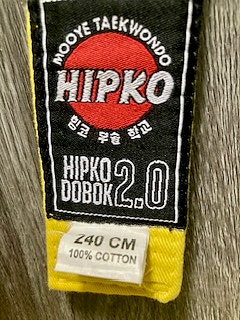 MOOYE TAEKWONDO
HIPKO
힙코 무술 학교
HIPKO
DOBOK 2.0
240 CM
100% COTTON